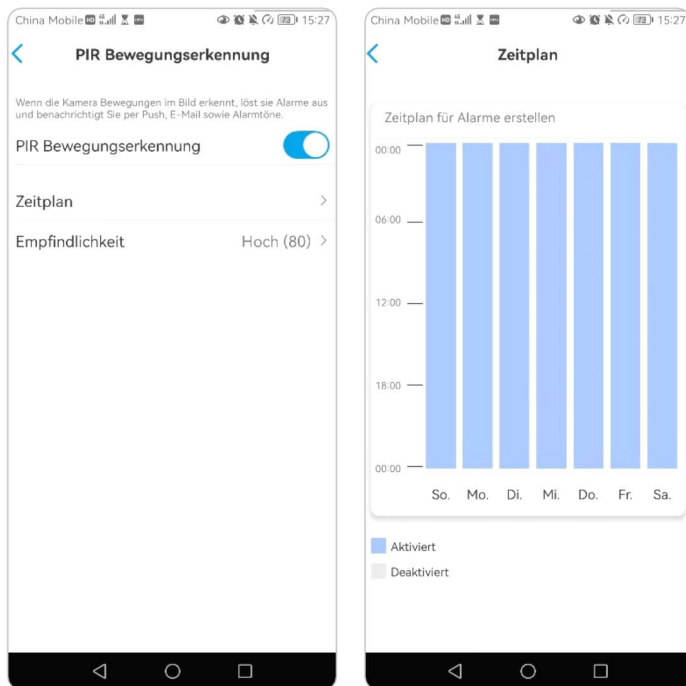 China Mobile HD 15:27
PIR Bewegungserkennung
Wenn die Kamera Bewegungen im Bild erkennt, löst sie Alarme aus
und benachrichtigt Sie per Push, E-Mail sowie Alarmtöne.
PIR Bewegungserkennung
Zeitplan
Empfindlichkeit Hoch (80)
China Mobile HD 73 15:27
Zeitplan
Zeitplan für Alarme erstellen
00:00
06:00
12:00
18:00
00:00
So. Mo. Di. Mi. Do. Fr. Sa.
Aktiviert
Deaktiviert